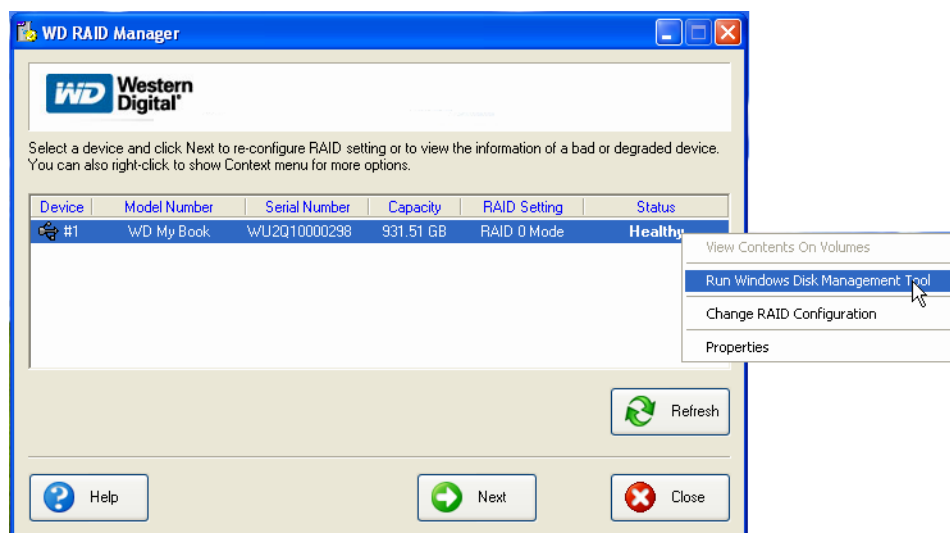 WD RAID Manager
WD Western Digital
Select a device and click Next to re-configure RAID setting or to view the information of a bad or degraded device.
You can also right-click to show Context menu for more options.
Device Model Number Serial Number Capacity RAID Setting Status
#1 WD My Book WU2Q10000298 931.51 GB RAID 0 Mode Healthy
View Contents On Volumes
Run Windows Disk Management Tool
Change RAID Configuration
Properties
Refresh
Help Next Close